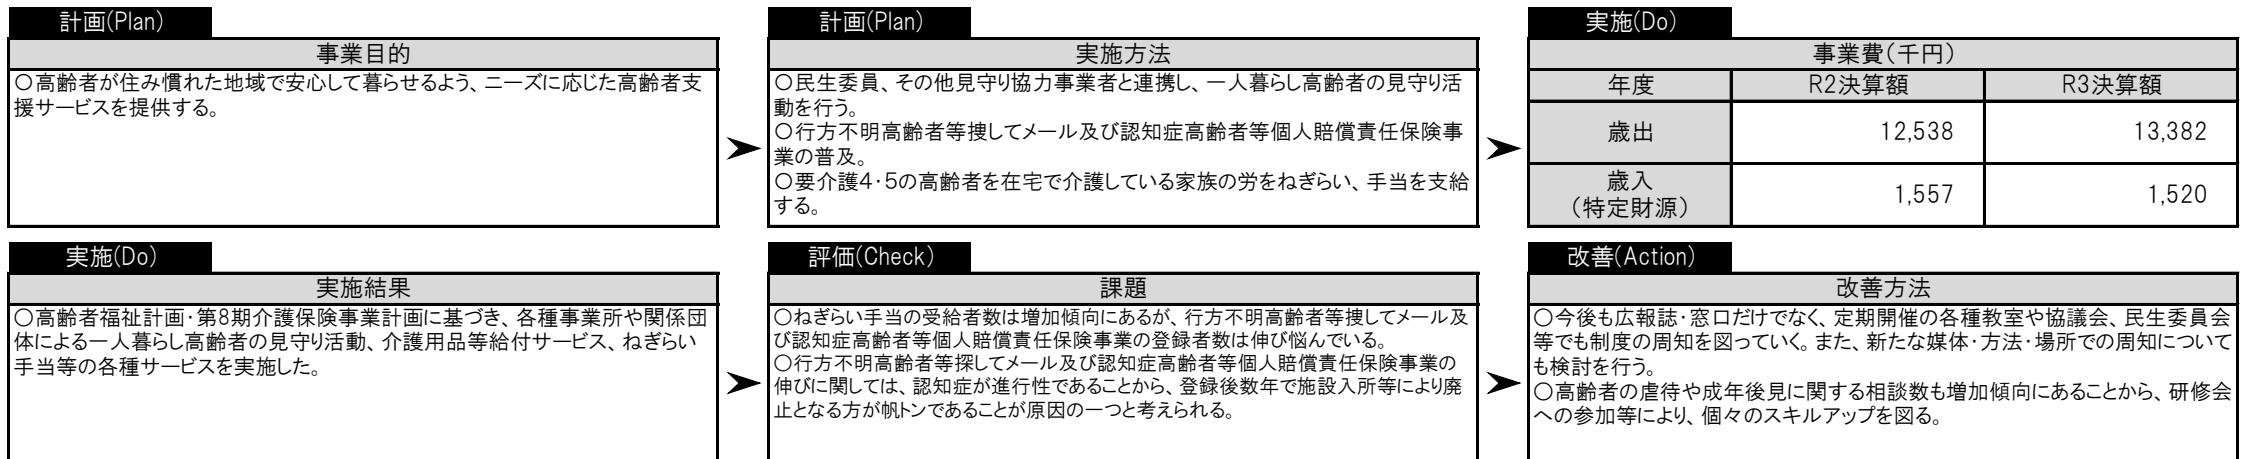 計画(Plan)
事業目的
○高齢者が住み慣れた地域で安心して暮らせるよう、ニーズに応じた高齢者支
援サービスを提供する。
計画(Plan)
実施方法
○民生委員、その他見守り協力事業者と連携し、一人暮らし高齢者の見守り活
動を行う。
○行方不明高齢者等捜してメール及び認知症高齢者等個人賠償責任保険事
業の普及。
○要介護4・5の高齢者を在宅で介護している家族の労をねぎらい、手当を支給
する。
実施(Do)
事業費(千円)
年度 R2決算額 R3決算額
歳出 12,538 13,382
歳入
(特定財源) 1,557 1,520
実施(Do)
実施結果
○高齢者福祉計画・第8期介護保険事業計画に基づき、各種事業所や関係団
体による一人暮らし高齢者の見守り活動、介護用品等給付サービス、ねぎらい
手当等の各種サービスを実施した。
評価(Check)
課題
○ねぎらい手当の受給者数は増加傾向にあるが、行方不明高齢者等捜してメール及
び認知症高齢者等個人賠償責任保険事業の登録者数は伸び悩んでいる。
○行方不明高齢者等探してメール及び認知症高齢者等個人賠償責任保険事業の
伸びに関しては、認知症が進行性であることから、登録後数年で施設入所等により廃
止となる方が帆トンであることが原因の一つと考えられる。
改善(Action)
改善方法
○今後も広報誌・窓口だけでなく、定期開催の各種教室や協議会、民生委員会
等でも制度の周知を図っていく。また、新たな媒体・方法・場所での周知について
も検討を行う。
○高齢者の虐待や成年後見に関する相談数も増加傾向にあることから、研修会
への参加等により、個々のスキルアップを図る。